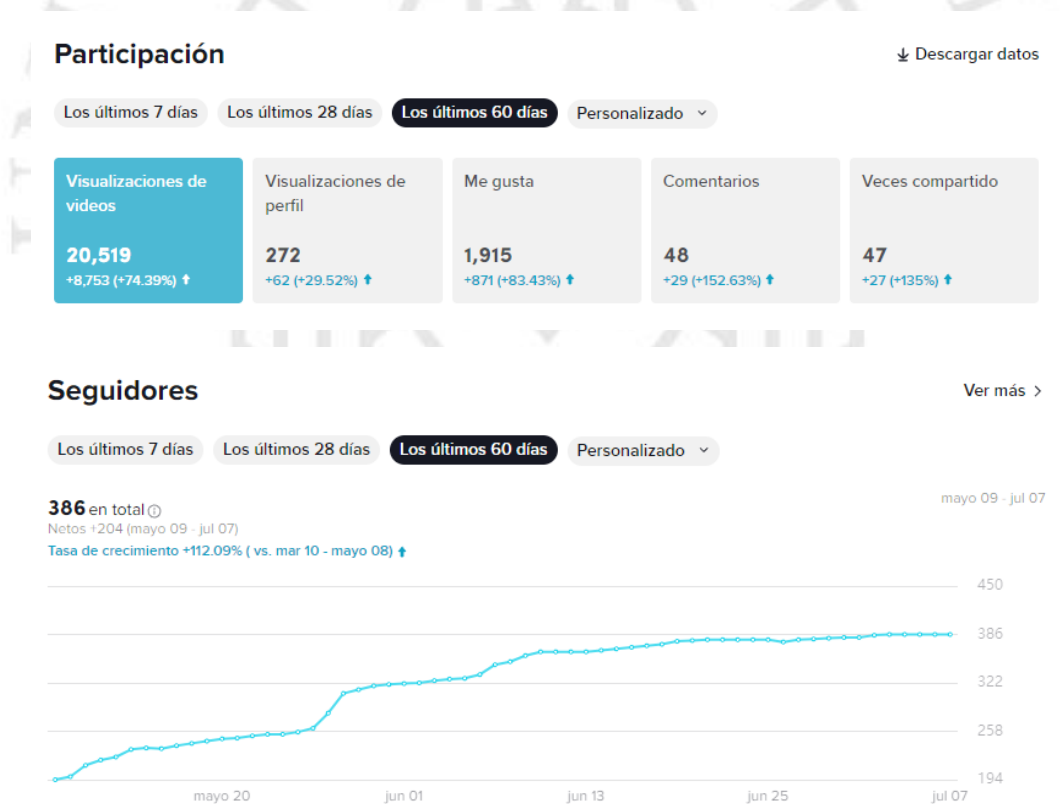 Participación
Descargar datos
Los últimos 7 días Los últimos 28 días Los últimos 60 días Personalizado
Visualizaciones de videos
20,519
+8,753 (+74.39%)
Visualizaciones de perfil
272
+62 (+29.52%)
Me gusta
1,915
+871 (+83.43%)
Comentarios
48
+29 (+152.63%)
Veces compartido
47
+27 (+135%)
Seguidores
Ver más
Los últimos 7 días Los últimos 28 días Los últimos 60 días Personalizado
386 en total
mayo 09 - jul 07
Netos +204 (mayo 09 - jul 07)
Tasa de crecimiento +112.09% ( vs. mar 10 - mayo 08)
450
386
322
258
194
mayo 20 jun 01 jun 13 jun 25 jul 07